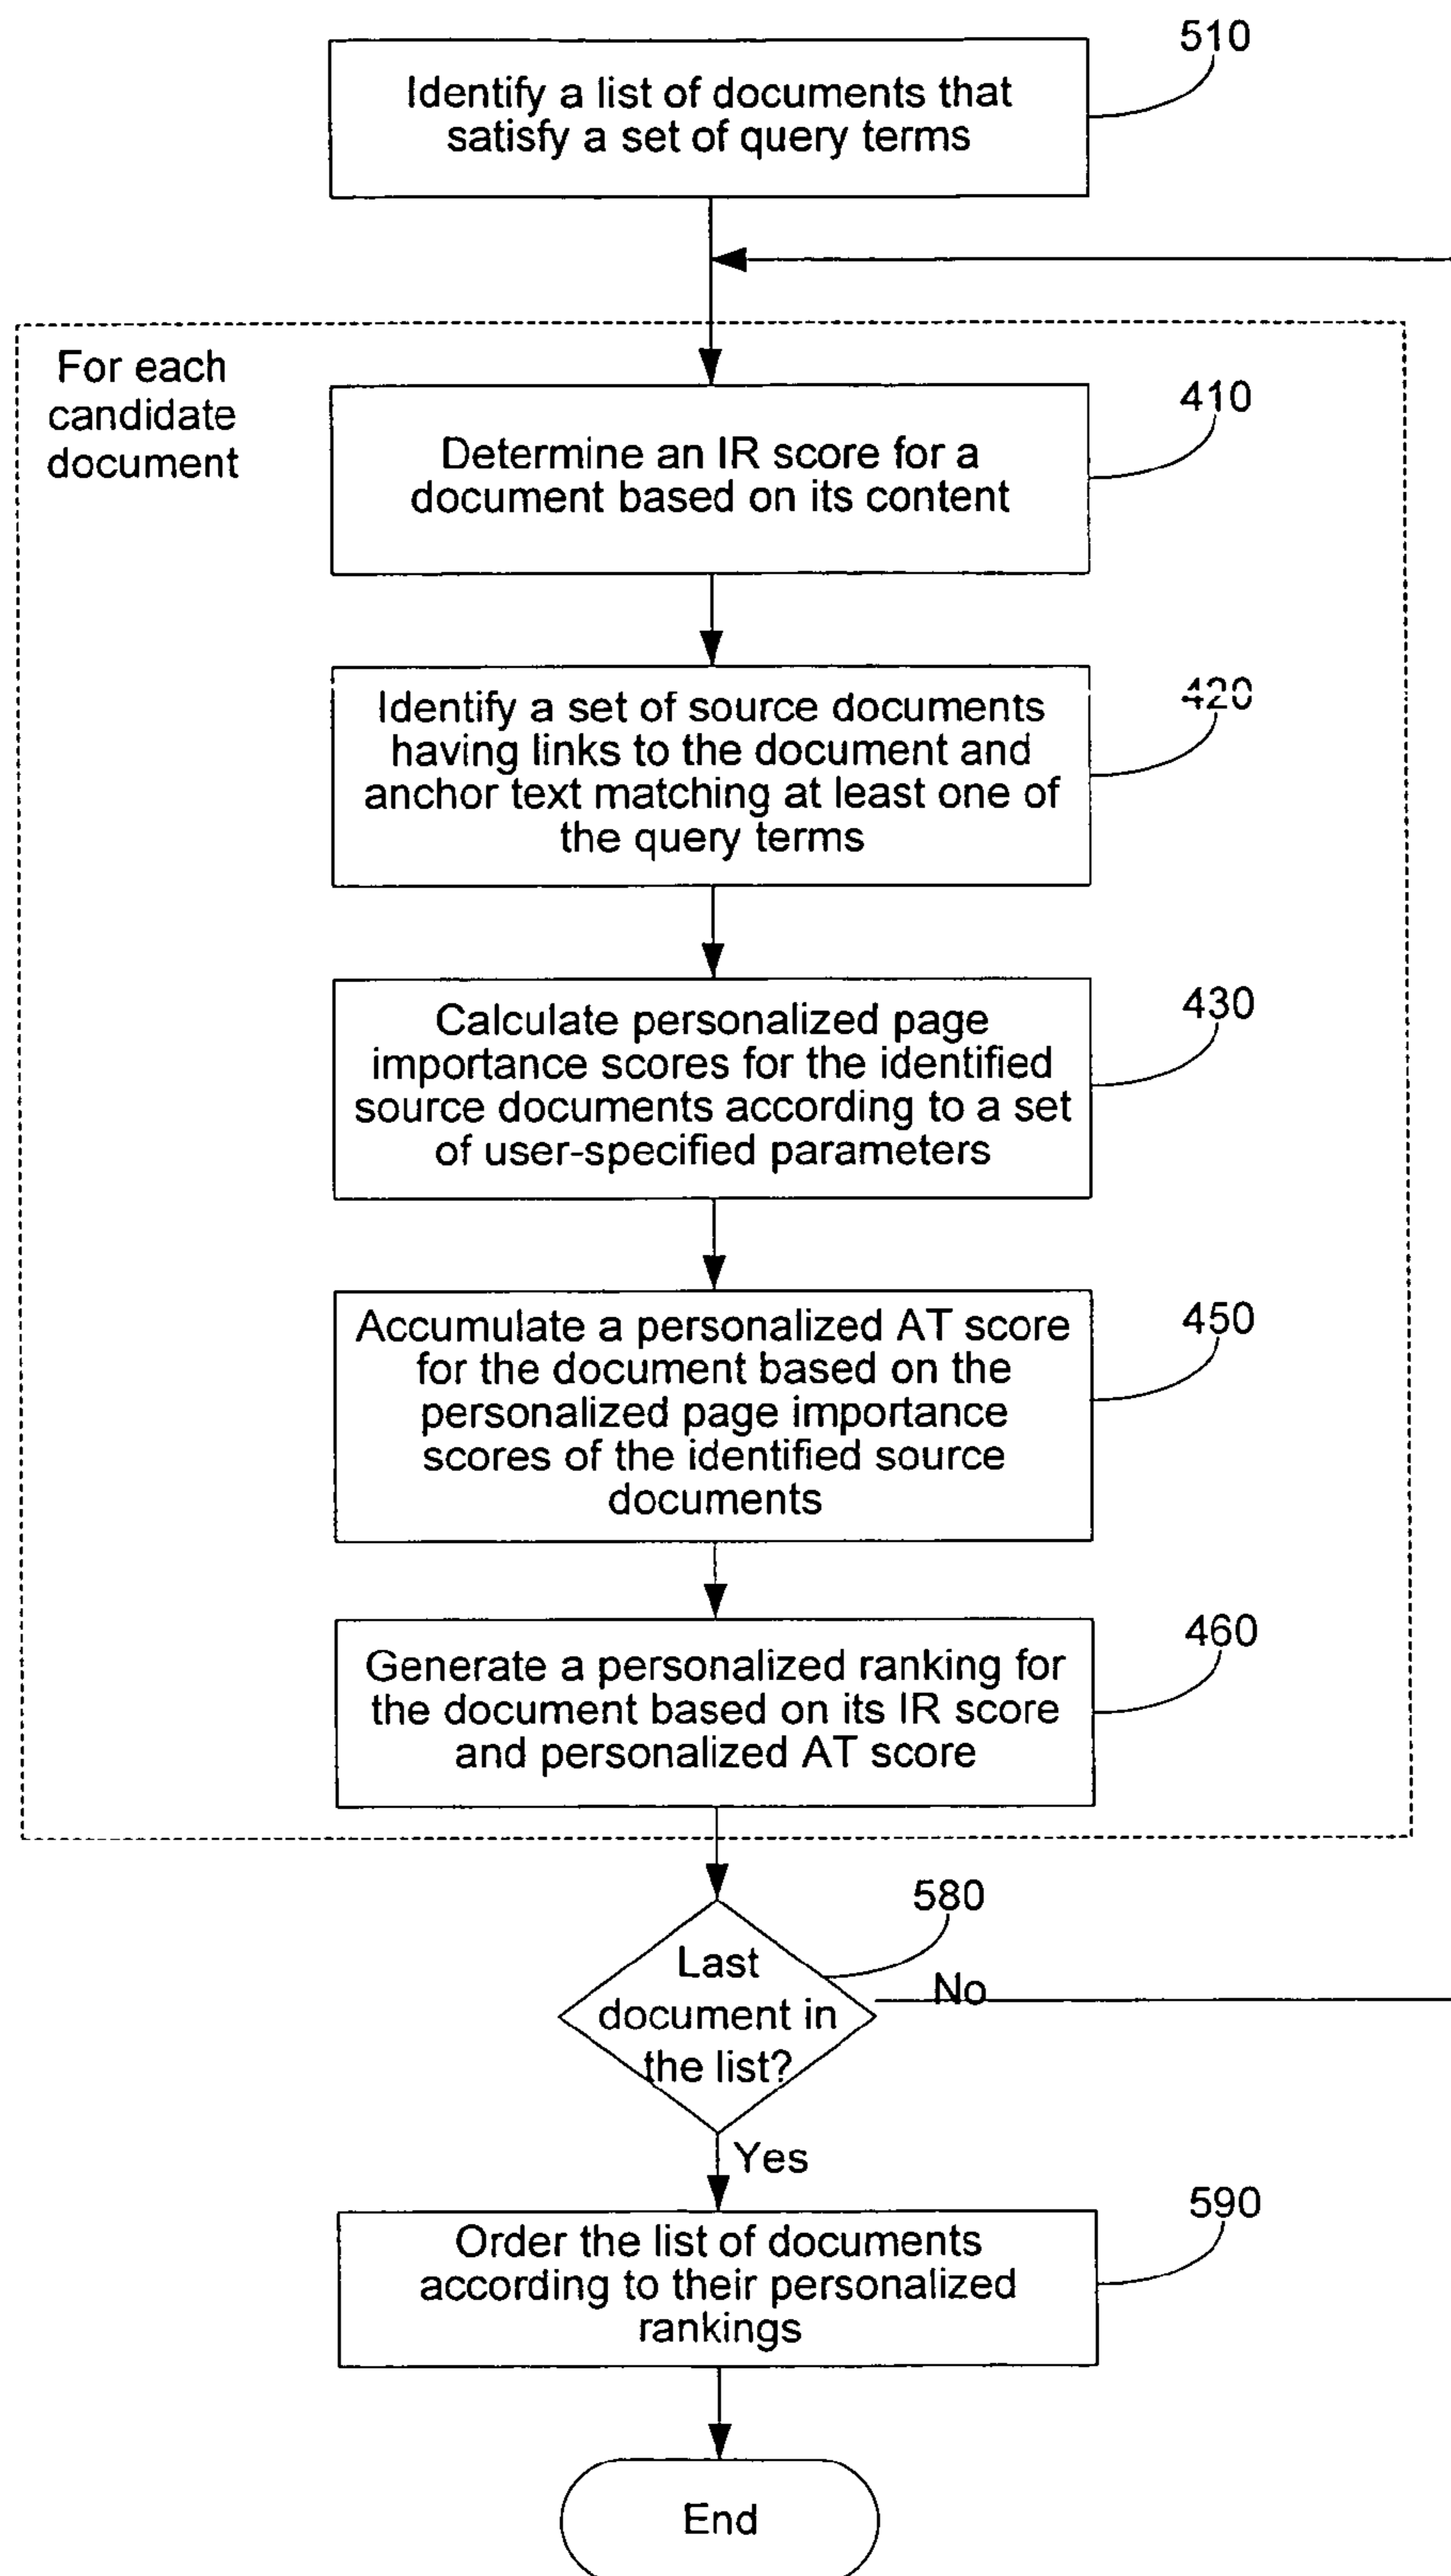 510
Identify a list of documents that
satisfy a set of query terms
For each
candidate
document
410
Determine an IR score for a
document based on its content
420
Identify a set of source documents
having links to the document and
anchor text matching at least one of
the query terms
430
Calculate personalized page
importance scores for the identified
source documents according to a set
of user-specified parameters
450
Accumulate a personalized AT score
for the document based on the
personalized page importance
scores of the identified source
documents
460
Generate a personalized ranking for
the document based on its IR score
and personalized AT score
580
Last
document in
the list?
No
Yes
590
Order the list of documents
according to their personalized
rankings
End